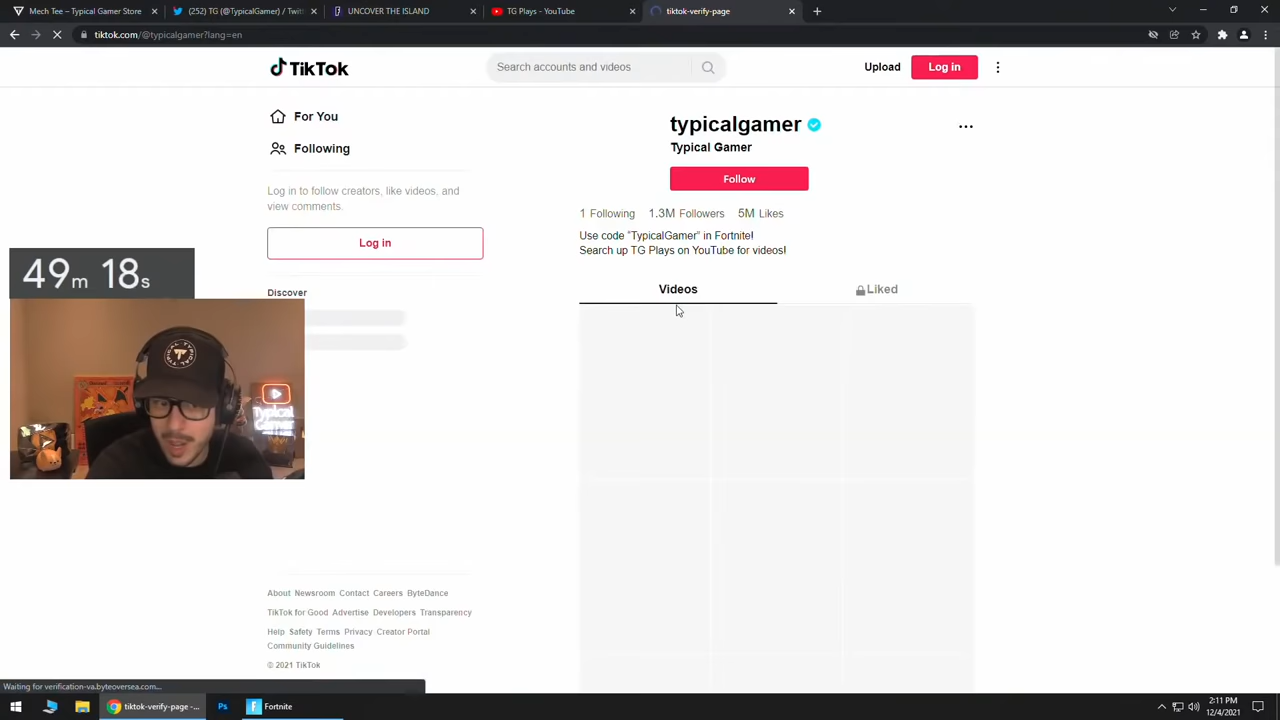 Mech Tee – Typical Gamer Store
(252) TG (@TypicalGamer) / Twitt
UNCOVER THE ISLAND
TG Plays - YouTube
tiktok-verify-page
tiktok.com/@typicalgamer?lang=en
TikTok
Search accounts and videos
Upload
Log in
For You
Following
Log in to follow creators, like videos, and
view comments.
Log in
Discover
typicalgamer
Typical Gamer
Follow
1 Following 1.3M Followers 5M Likes
Use code "TypicalGamer" in Fortnite!
Search up TG Plays on YouTube for videos!
Videos
Liked
49m 18s
TYPICAL
Typical
Gamer
About Newsroom Contact Careers ByteDance
TikTok for Good Advertise Developers Transparency
Help Safety Terms Privacy Creator Portal
Community Guidelines
© 2021 TikTok
Waiting for verification-va.byteoversea.com...
tiktok-verify-page -...
Ps
Fortnite
2:11 PM
12/4/2021